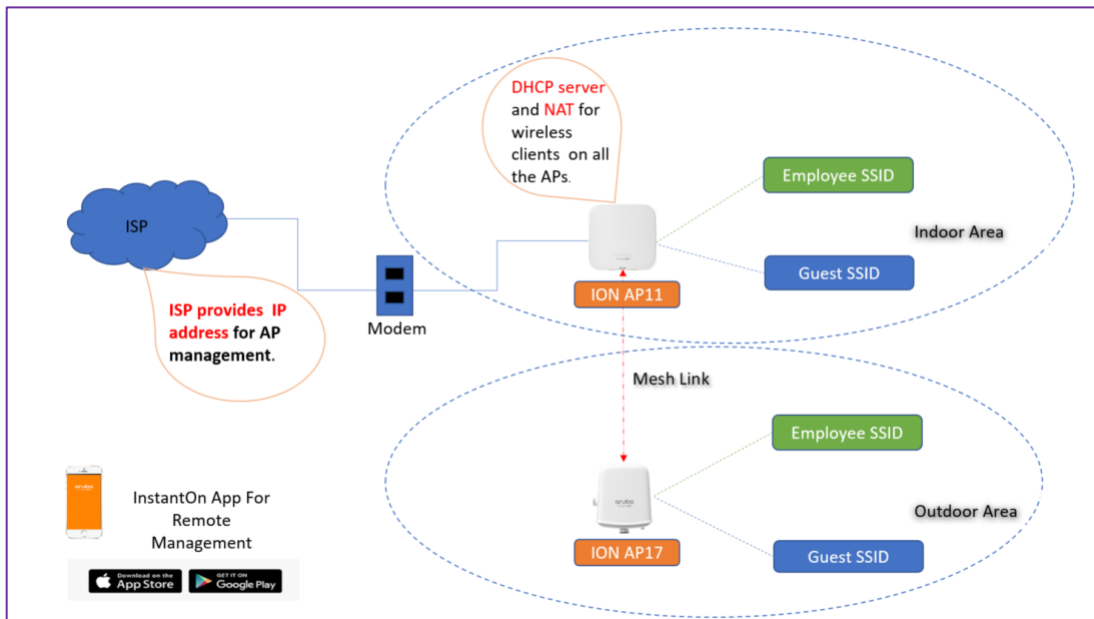 DHCP server
and NAT for
wireless
clients on all
the APs.
Employee SSID
ISP
Indoor Area
Guest SSID
ION AP11
ISP provides IP
address for AP
management.
Modem
Mesh Link
Employee SSID
aruba
aruba
InstantOn App For
Remote
Management
Outdoor Area
ION AP17
Guest SSID
Download on the
App Store
GET IT ON
Google Play